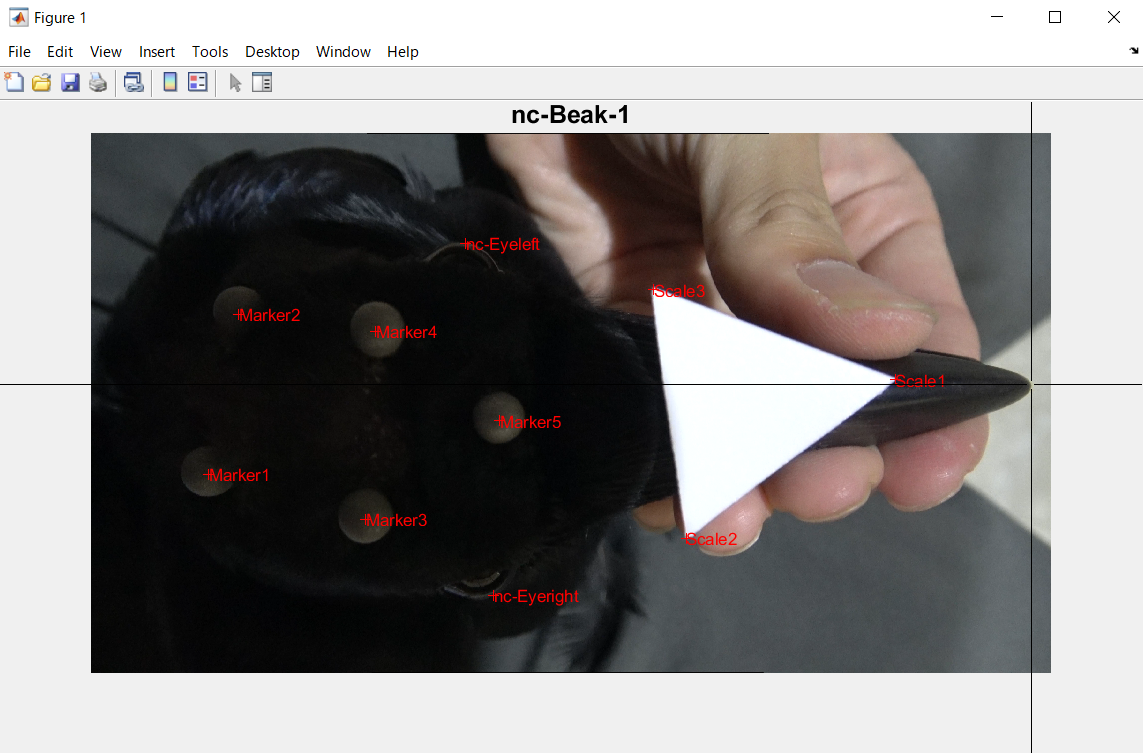 Figure 1
File Edit View Insert Tools Desktop Window Help
nc-Beak-1
nc-Eyeleft
Scale3
Marker2
Marker4
Scale1
Marker5
Marker1
Marker3
Scale2
nc-Eyeright